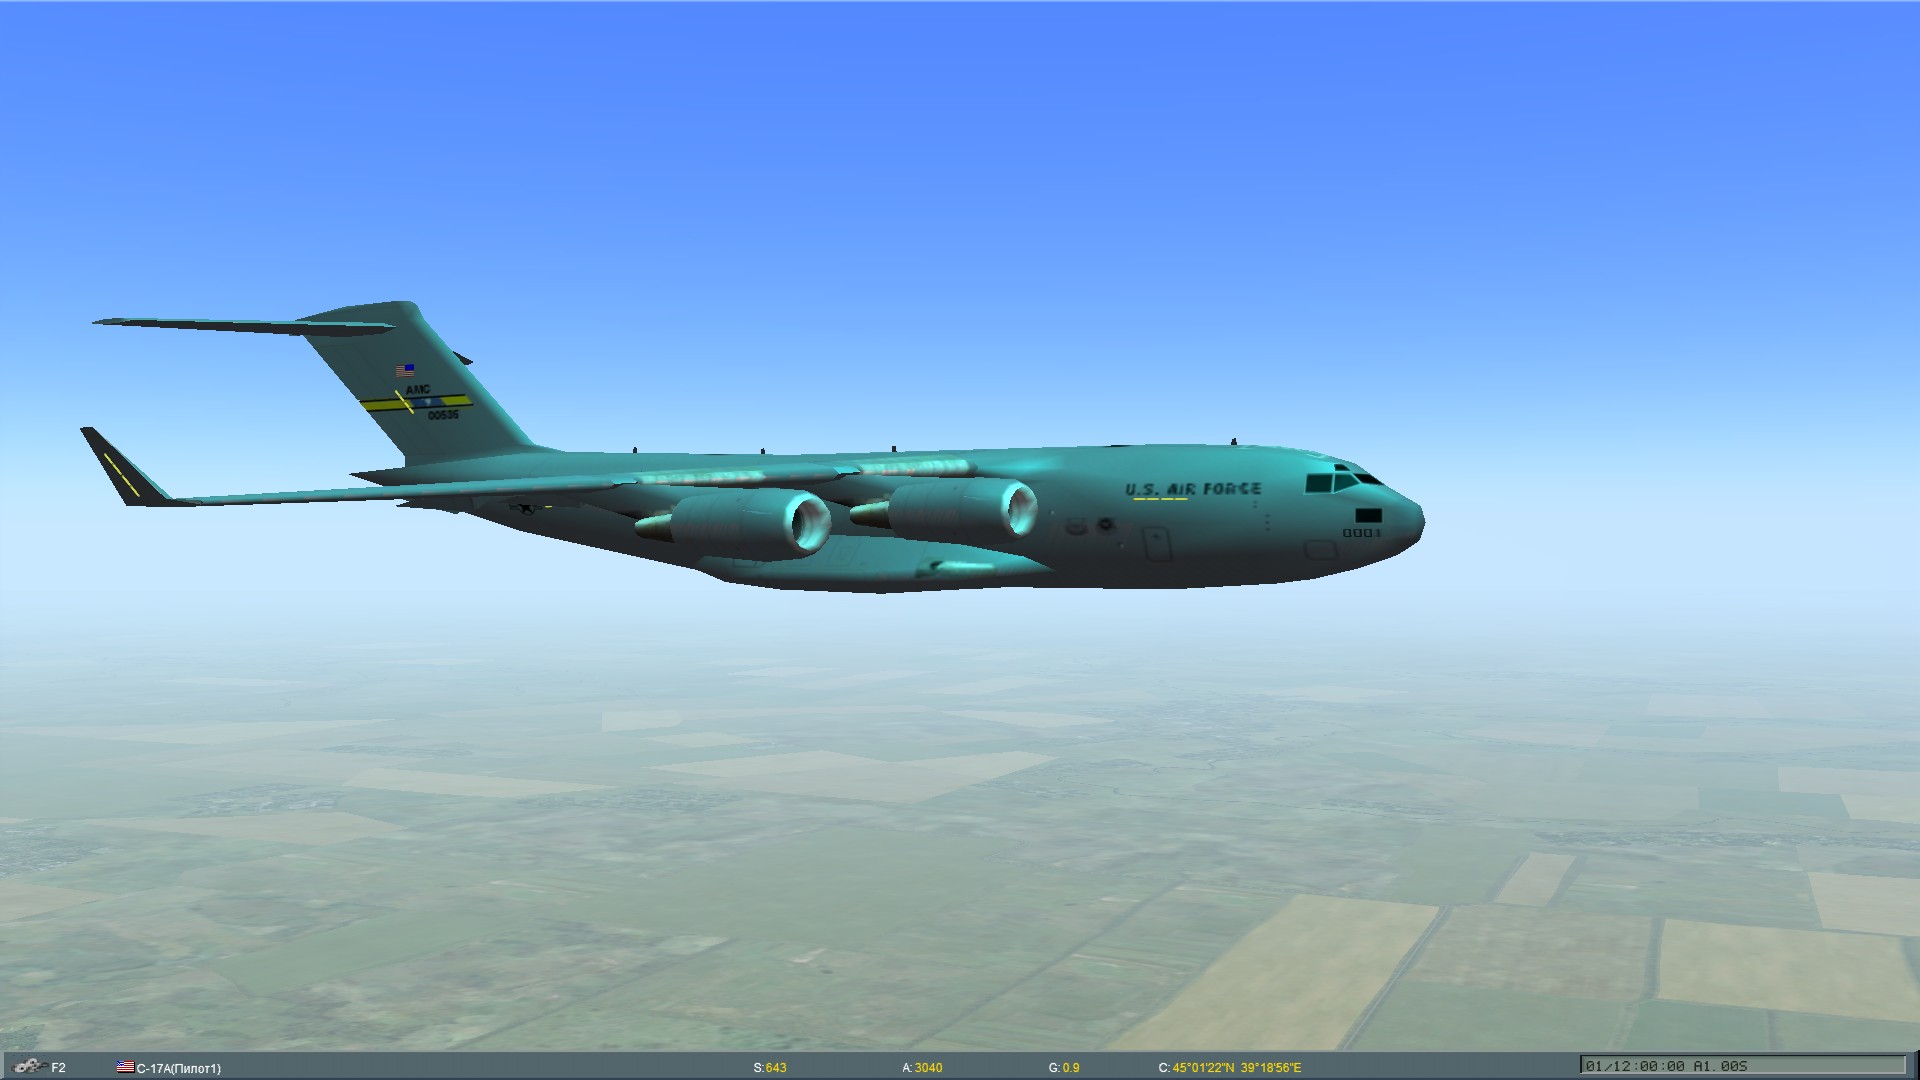 AMC
00535
U.S. AIR FORCE
0001
F2 C-17A(Пилот1) S:643 A:3040 G:0.9 C:45°01'22"N 39°18'56"E 01/12:00:00 A1.00S